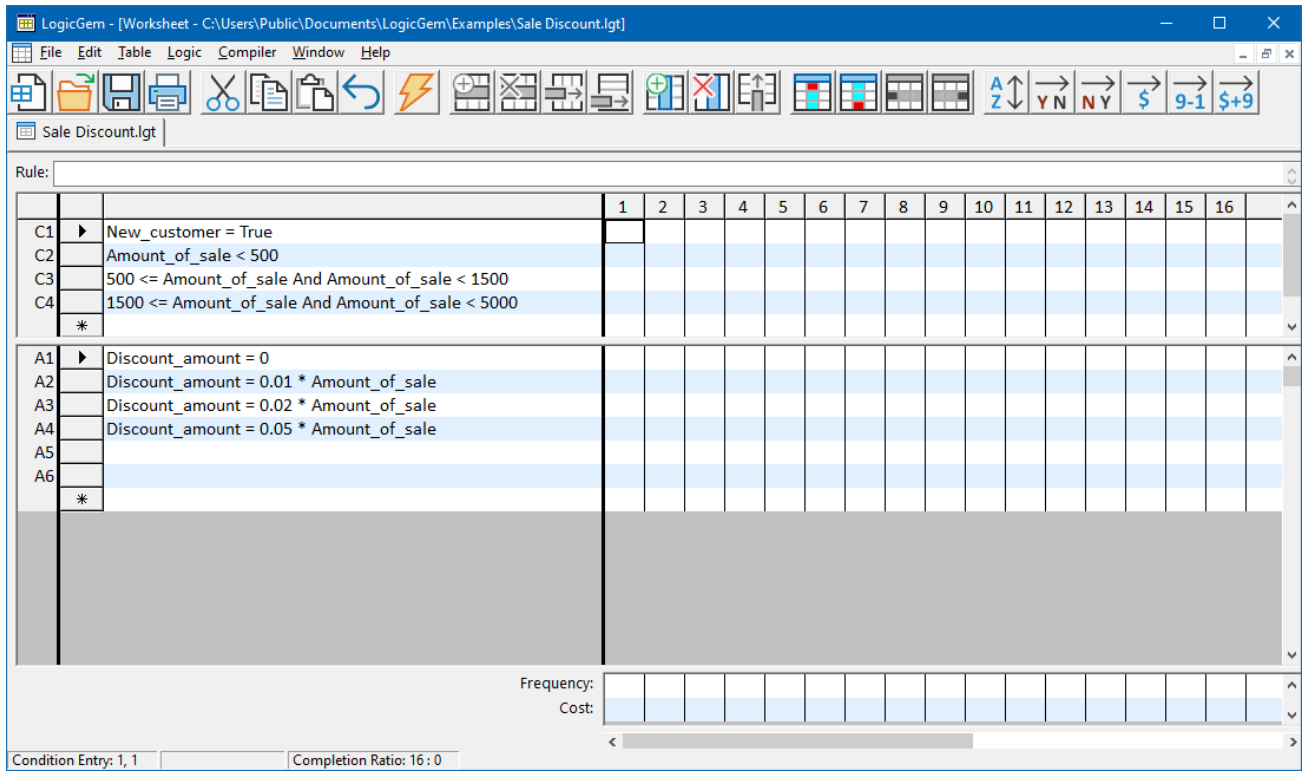 LogicGem - [Worksheet - C:\Users\Public\Documents\LogicGem\Examples\Sale Discount.lgt]
File Edit Table Logic Compiler Window Help
A Z Y N N Y $ 9-1 $+9
Sale Discount.lgt
Rule:
1 2 3 4 5 6 7 8 9 10 11 12 13 14 15 16
C1 New_customer = True
C2 Amount_of_sale < 500
C3 500 <= Amount_of_sale And Amount_of_sale < 1500
C4 1500 <= Amount_of_sale And Amount_of_sale < 5000
*
A1 Discount_amount = 0
A2 Discount_amount = 0.01 * Amount_of_sale
A3 Discount_amount = 0.02 * Amount_of_sale
A4 Discount_amount = 0.05 * Amount_of_sale
A5
A6
*
Frequency:
Cost:
Condition Entry: 1, 1 Completion Ratio: 16 : 0